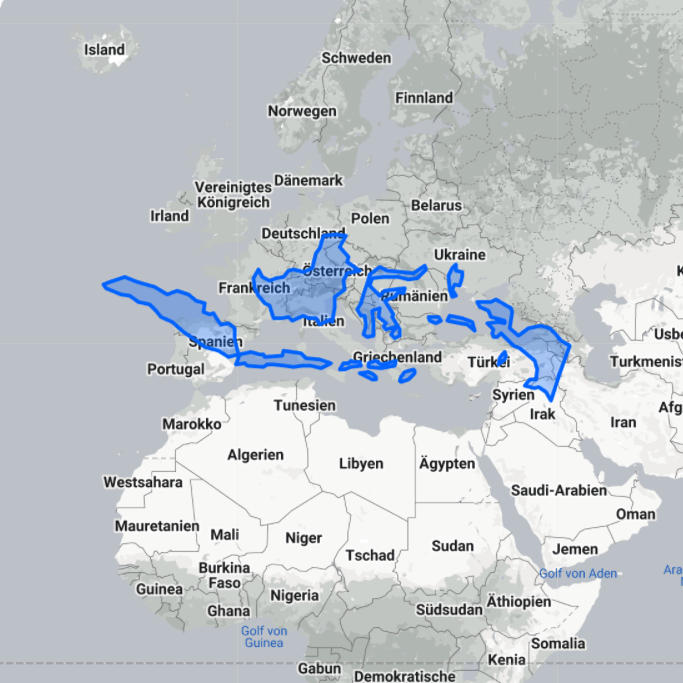 Island
Schweden
Finnland
Norwegen
Dänemark
Vereinigtes
Königreich
Irland
Belarus
Polen
Deutschland
Ukraine
Österreich
Frankreich
Rumänien
Italien
Spanien
Griechenland
Portugal
Türkei
Usbe
Turkmenist
Syrien
Irak
Iran
Afg
Tunesien
Marokko
Algerien
Libyen
Ägypten
Westsahara
Saudi-Arabien
Oman
Mauretanien
Mali
Niger
Tschad
Sudan
Jemen
Burkina
Faso
Golf von Aden
Ara
Guinea
Nigeria
Ghana
Südsudan
Äthiopien
Golf von
Guinea
Somalia
Kenia
Gabun
Demokratische